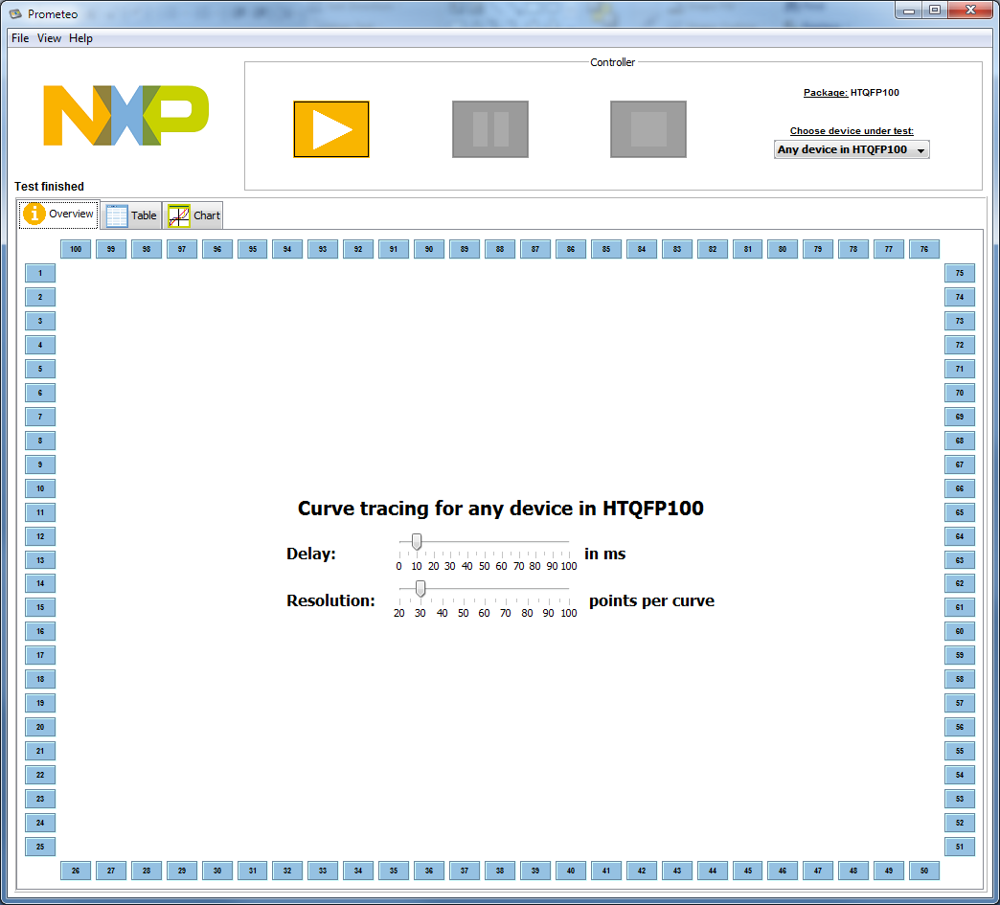 Prometeo
File View Help
NXP
Controller
Package: HTQFP100
Choose device under test:
Any device in HTQFP100
Test finished
Overview Table Chart
100 99 98 97 96 95 94 93 92 91 90 89 88 87 86 85 84 83 82 81 80 79 78 77 76
1 75
2 74
3 73
4 72
5 71
6 70
7 69
8 68
9 67
10 66
11 65
Curve tracing for any device in HTQFP100
12 64
Delay: in ms
13 63
0 10 20 30 40 50 60 70 80 90 100
14 62
Resolution: points per curve
15 61
20 30 40 50 60 70 80 90 100
16 60
17 59
18 58
19 57
20 56
21 55
22 54
23 53
24 52
25 51
26 27 28 29 30 31 32 33 34 35 36 37 38 39 40 41 42 43 44 45 46 47 48 49 50